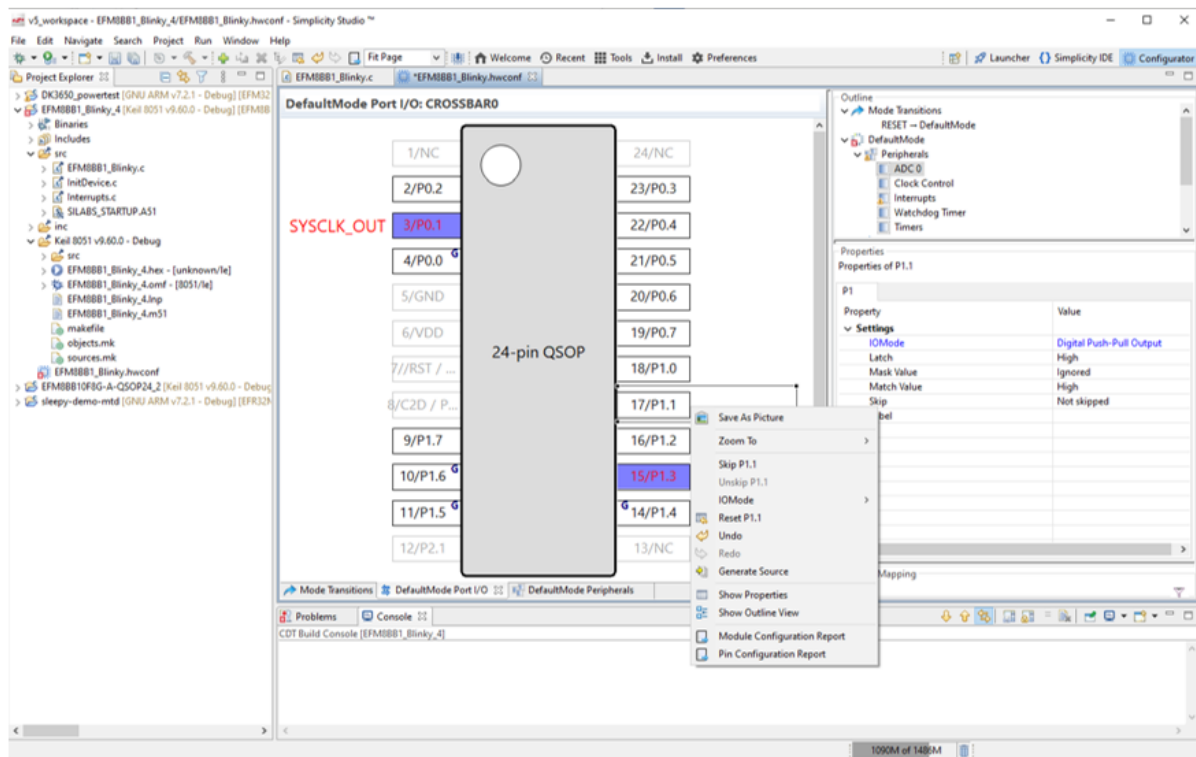 v5_workspace - EFM8BB1_Blinky_4/EFM8BB1_Blinky.hwconf - Simplicity Studio ™
File Edit Navigate Search Project Run Window Help
Fit Page Welcome Recent Tools Install Preferences Launcher Simplicity IDE Configurator
Project Explorer
EFM8BB1_Blinky.c
*EFM8BB1_Blinky.hwconf
DK3650_powertest [GNU ARM v7.2.1 - Debug] [EFM32
EFM8BB1_Blinky_4 [Keil 8051 v9.60.0 - Debug] [EFM8B
Binaries
Includes
src
EFM8BB1_Blinky.c
InitDevice.c
Interrupts.c
SILABS_STARTUP.A51
inc
Keil 8051 v9.60.0 - Debug
src
EFM8BB1_Blinky_4.hex - [unknown/le]
EFM8BB1_Blinky_4.omf - [8051/le]
EFM8BB1_Blinky_4.lnp
EFM8BB1_Blinky_4.m51
makefile
objects.mk
sources.mk
EFM8BB1_Blinky.hwconf
EFM8BB10F8G-A-QSOP24_2 [Keil 8051 v9.60.0 - Debug
sleepy-demo-mtd [GNU ARM v7.2.1 - Debug] [EFR32M
DefaultMode Port I/O: CROSSBAR0
1/NC 24/NC
2/P0.2 23/P0.3
SYSCLK_OUT 3/P0.1 22/P0.4
4/P0.0 G 21/P0.5
5/GND 20/P0.6
6/VDD 19/P0.7
24-pin QSOP
7//RST / ... 18/P1.0
8/C2D / P... 17/P1.1
9/P1.7 16/P1.2
10/P1.6 G 15/P1.3
11/P1.5 G G 14/P1.4
12/P2.1 13/NC
Save As Picture
Zoom To
Skip P1.1
Unskip P1.1
IOMode
Reset P1.1
Undo
Redo
Generate Source
Show Properties
Show Outline View
Module Configuration Report
Pin Configuration Report
Mode Transitions DefaultMode Port I/O DefaultMode Peripherals
Outline
Mode Transitions
RESET → DefaultMode
DefaultMode
Peripherals
ADC 0
Clock Control
Interrupts
Watchdog Timer
Timers
Properties
Properties of P1.1
P1
Property Value
Settings
IOMode Digital Push-Pull Output
Latch High
Mask Value Ignored
Match Value High
Skip Not skipped
bel
Mapping
Problems Console
CDT Build Console [EFM8BB1_Blinky_4]
1090M of 1486M